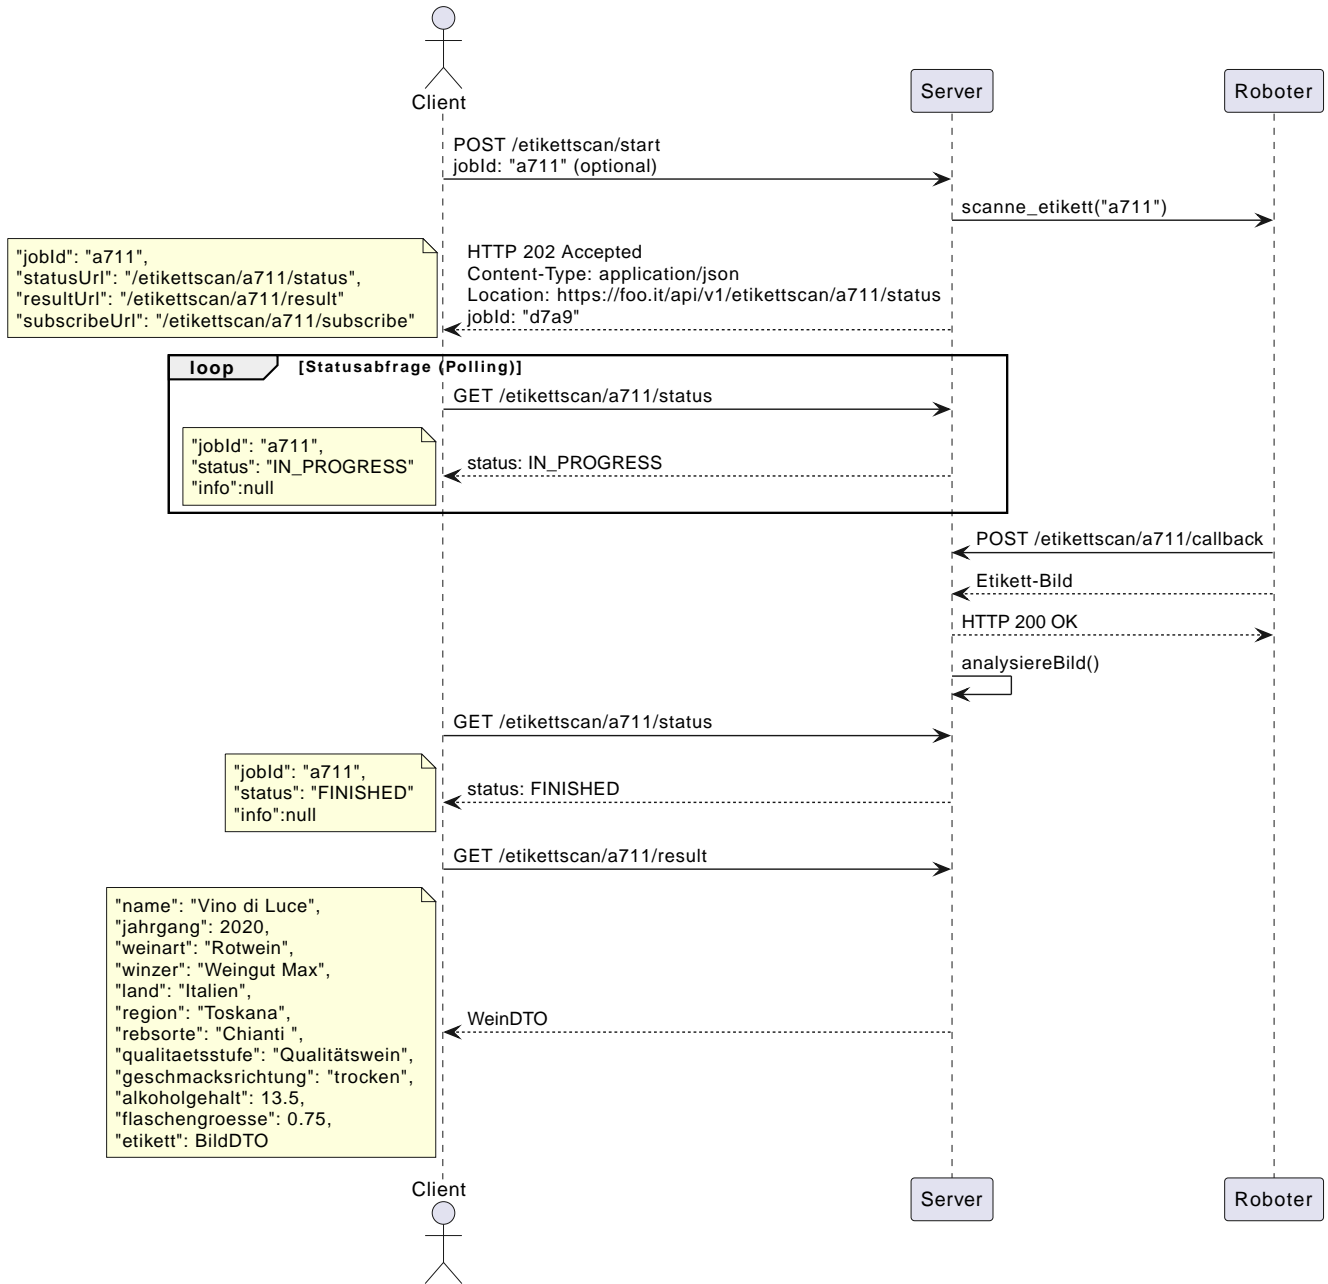 Client
Server
Roboter
POST /etikettscan/start
jobId: "a711" (optional)
scanne_etikett("a711")
"jobId": "a711",
"statusUrl": "/etikettscan/a711/status",
"resultUrl": "/etikettscan/a711/result"
"subscribeUrl": "/etikettscan/a711/subscribe"
HTTP 202 Accepted
Content-Type: application/json
Location: https://foo.it/api/v1/etikettscan/a711/status
jobId: "d7a9"
loop
[Statusabfrage (Polling)]
GET /etikettscan/a711/status
"jobId": "a711",
"status": "IN_PROGRESS"
"info":null
status: IN_PROGRESS
POST /etikettscan/a711/callback
Etikett-Bild
HTTP 200 OK
analysiereBild()
GET /etikettscan/a711/status
"jobId": "a711",
"status": "FINISHED"
"info":null
status: FINISHED
GET /etikettscan/a711/result
"name": "Vino di Luce",
"jahrgang": 2020,
"weinart": "Rotwein",
"winzer": "Weingut Max",
"land": "Italien",
"region": "Toskana",
"rebsorte": "Chianti ",
"qualitaetsstufe": "Qualitätswein",
"geschmacksrichtung": "trocken",
"alkoholgehalt": 13.5,
"flaschengroesse": 0.75,
"etikett": BildDTO
WeinDTO
Client
Server
Roboter